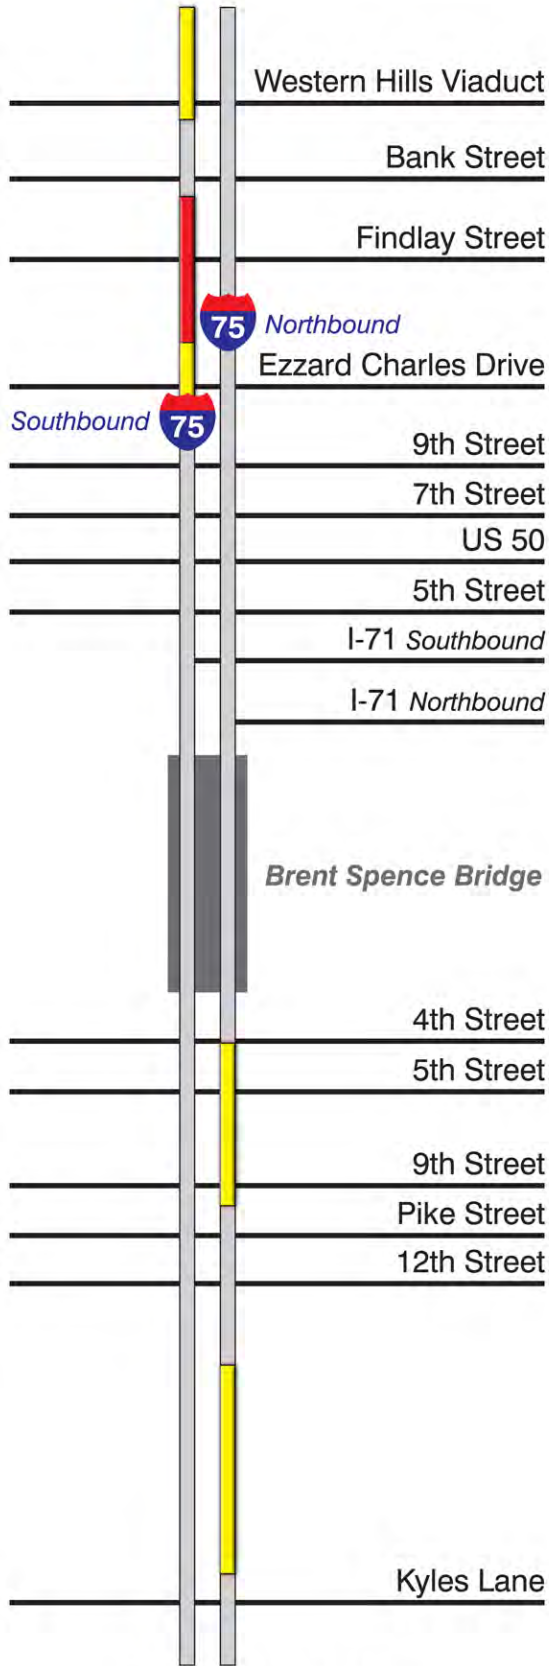 Western Hills Viaduct
Bank Street
Findlay Street
75 Northbound
Ezzard Charles Drive
Southbound 75
9th Street
7th Street
US 50
5th Street
I-71 Southbound
I-71 Northbound
Brent Spence Bridge
4th Street
5th Street
9th Street
Pike Street
12th Street
Kyles Lane